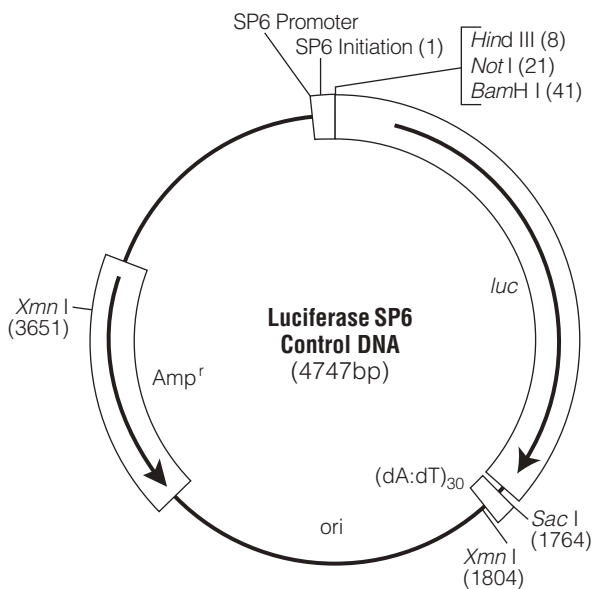 SP6 Promoter
SP6 Initiation (1)
Hind III (8)
Not I (21)
BamH I (41)
luc
Xmn I
(3651)
Luciferase SP6
Control DNA
(4747bp)
Ampr
(dA:dT)30
Sac I
(1764)
ori
Xmn I
(1804)